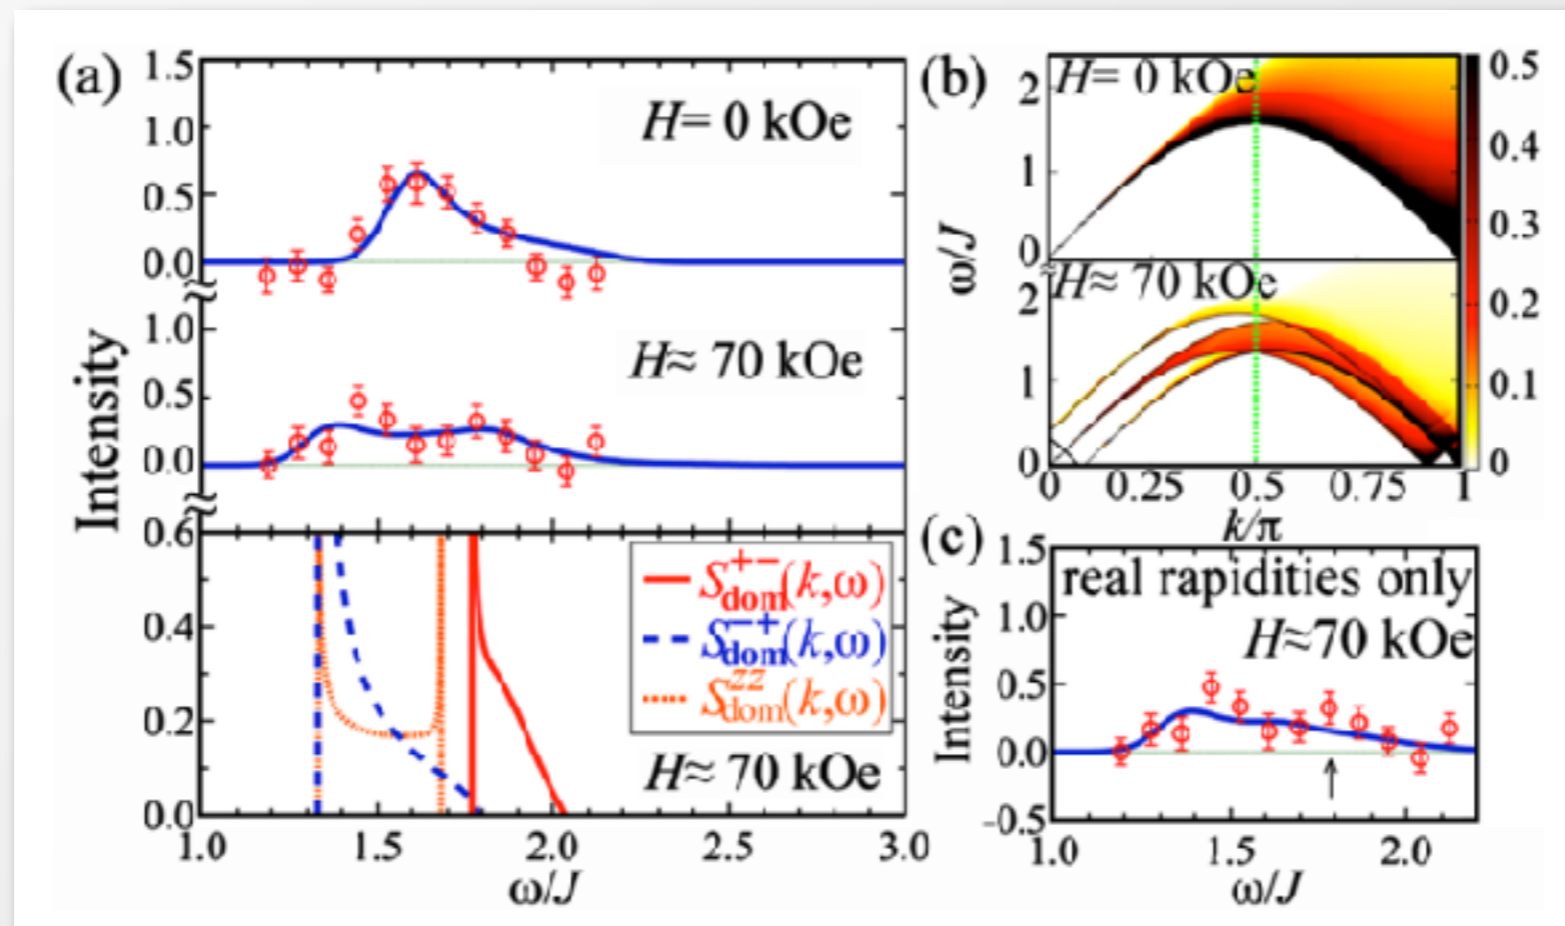 (a)
1.5
1.0
0.5
0.0
H= 0 kOe
1.0
0.5
0.0
H≈ 70 kOe
Intensity
0.6
0.4
0.2
0.0
S+−dom(k,ω)
S−+dom(k,ω)
Szzdom(k,ω)
H≈ 70 kOe
1.0 1.5 2.0 2.5 3.0
ω/J
(b)
H= 0 kOe
2
1
0
H≈ 70 kOe
2
1
0
ω/J
0 0.25 0.5 0.75 1
k/π
0.5
0.4
0.3
0.2
0.1
0
(c)
1.5
1.0
0.5
0.0
-0.5
real rapidities only
H≈70 kOe
Intensity
1.0 1.5 2.0
ω/J